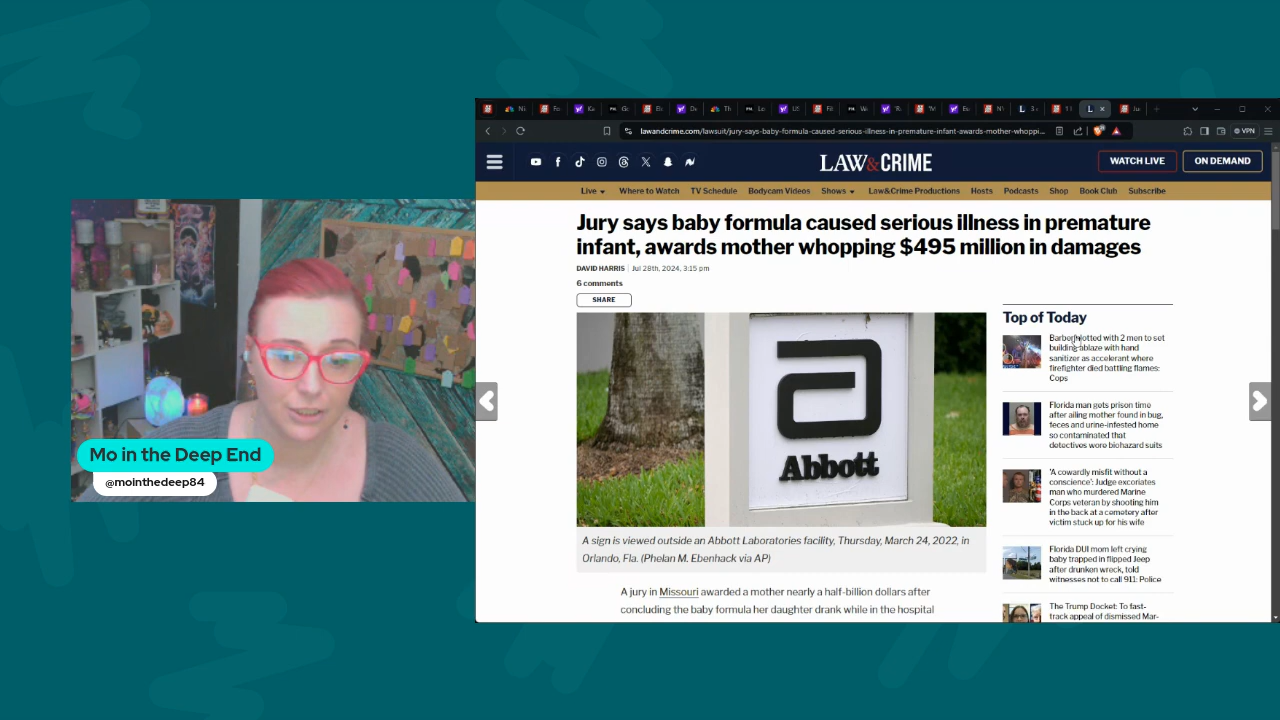 lawandcrime.com/lawsuit/jury-says-baby-formula-caused-serious-illness-in-premature-infant-awards-mother-whoppi...
VPN
LAW&CRIME
WATCH LIVE
ON DEMAND
Live
Where to Watch
TV Schedule
Bodycam Videos
Shows
Law&Crime Productions
Hosts
Podcasts
Shop
Book Club
Subscribe
Jury says baby formula caused serious illness in premature
infant, awards mother whopping $495 million in damages
DAVID HARRIS | Jul 28th, 2024, 3:15 pm
6 comments
SHARE
Abbott
A sign is viewed outside an Abbott Laboratories facility, Thursday, March 24, 2022, in
Orlando, Fla. (Phelan M. Ebenhack via AP)
A jury in Missouri awarded a mother nearly a half-billion dollars after
concluding the baby formula her daughter drank while in the hospital
Top of Today
Barber plotted with 2 men to set
building ablaze with hand
sanitizer as accelerant where
firefighter died battling flames:
Cops
Florida man gets prison time
after ailing mother found in bug,
feces and urine-infested home
so contaminated that
detectives wore biohazard suits
'A cowardly misfit without a
conscience': Judge excoriates
man who murdered Marine
Corps veteran by shooting him
in the back at a cemetery after
victim stuck up for his wife
Florida DUI mom left crying
baby trapped in flipped Jeep
after drunken wreck, told
witnesses not to call 911: Police
The Trump Docket: To fast-
track appeal of dismissed Mar-
Mo in the Deep End
@mointhedeep84